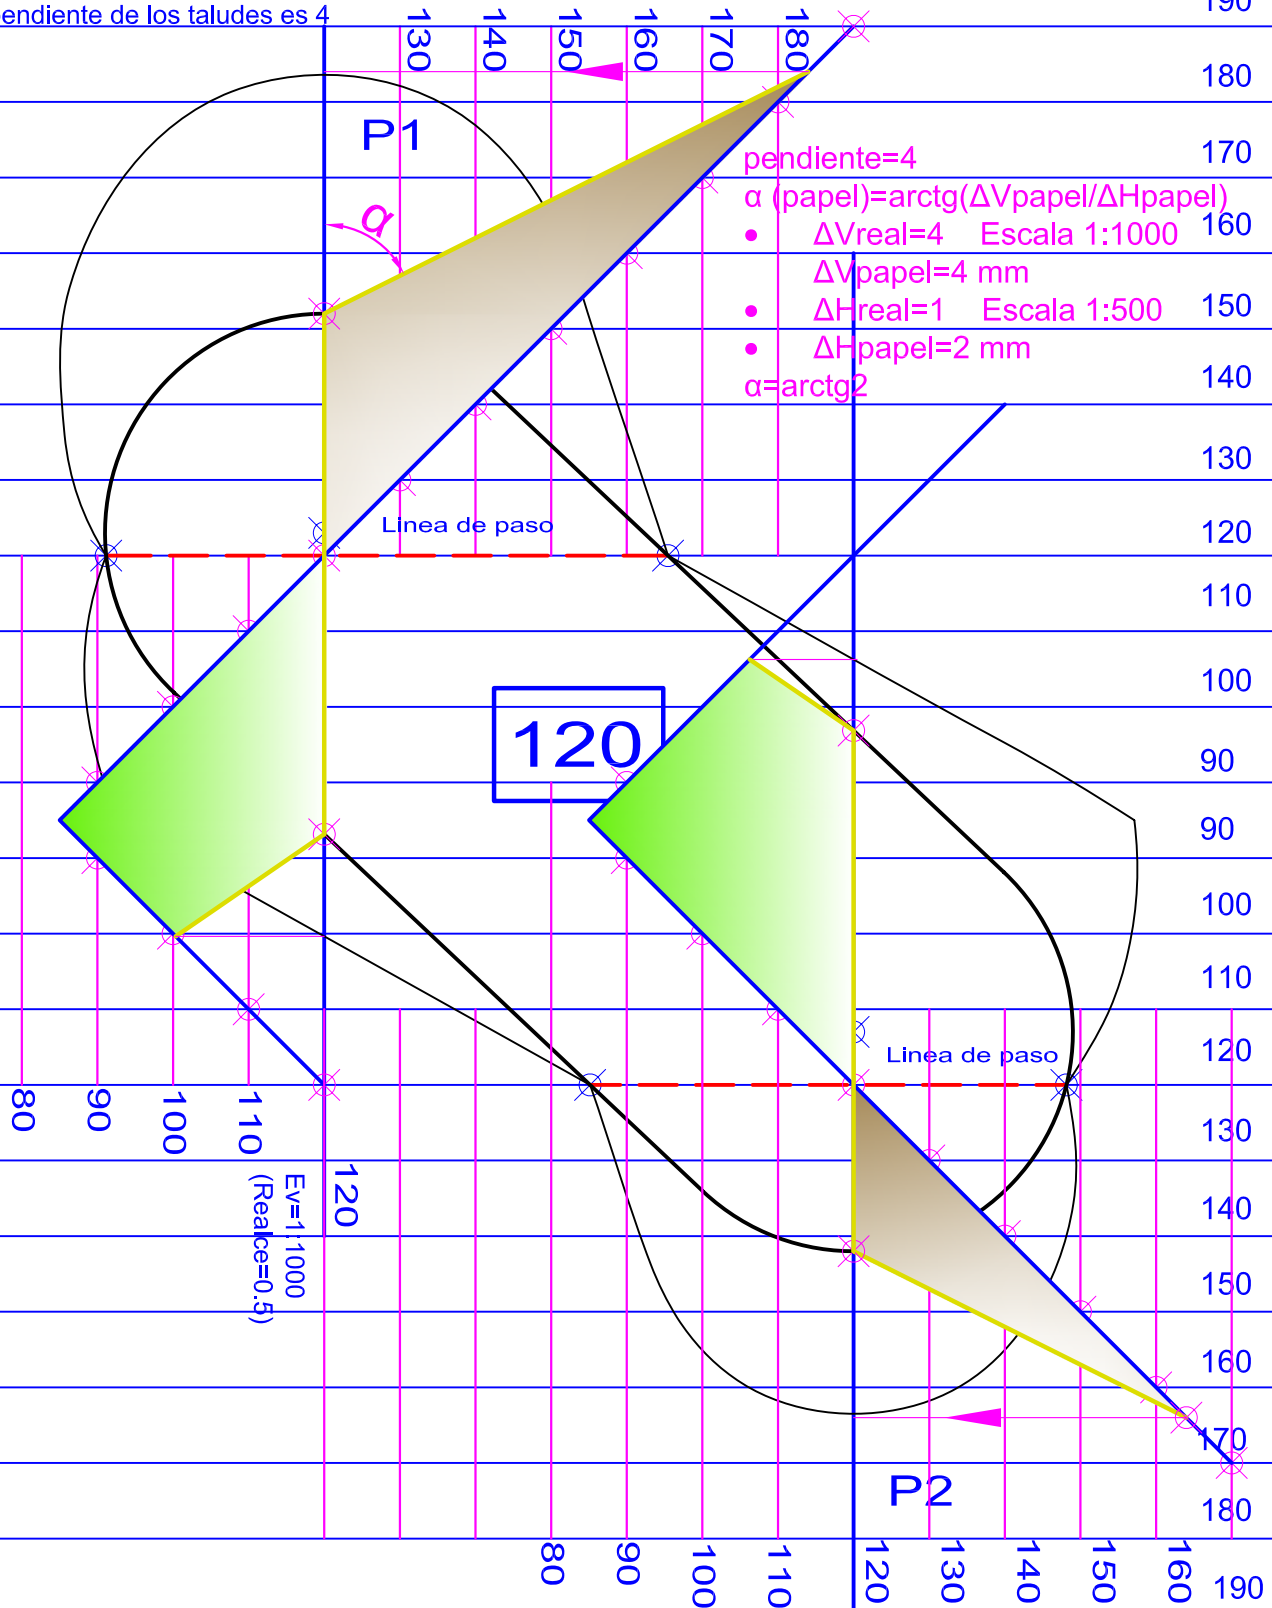 endiente de los taludes es 4
130
140
150
160
170
180
190
180
170
160
150
140
130
120
110
100
90
90
100
110
120
130
140
150
160
170
180
190
P1
α
pendiente=4
α (papel)=arctg(ΔVpapel/ΔHpapel)
• ΔVreal=4 Escala 1:1000
ΔVpapel=4 mm
• ΔHreal=1 Escala 1:500
• ΔHpapel=2 mm
α=arctg2
Linea de paso
120
Linea de paso
80
90
100
110
120
Ev=1:1000
(Realce=0.5)
P2
80
90
100
110
120
130
140
150
160